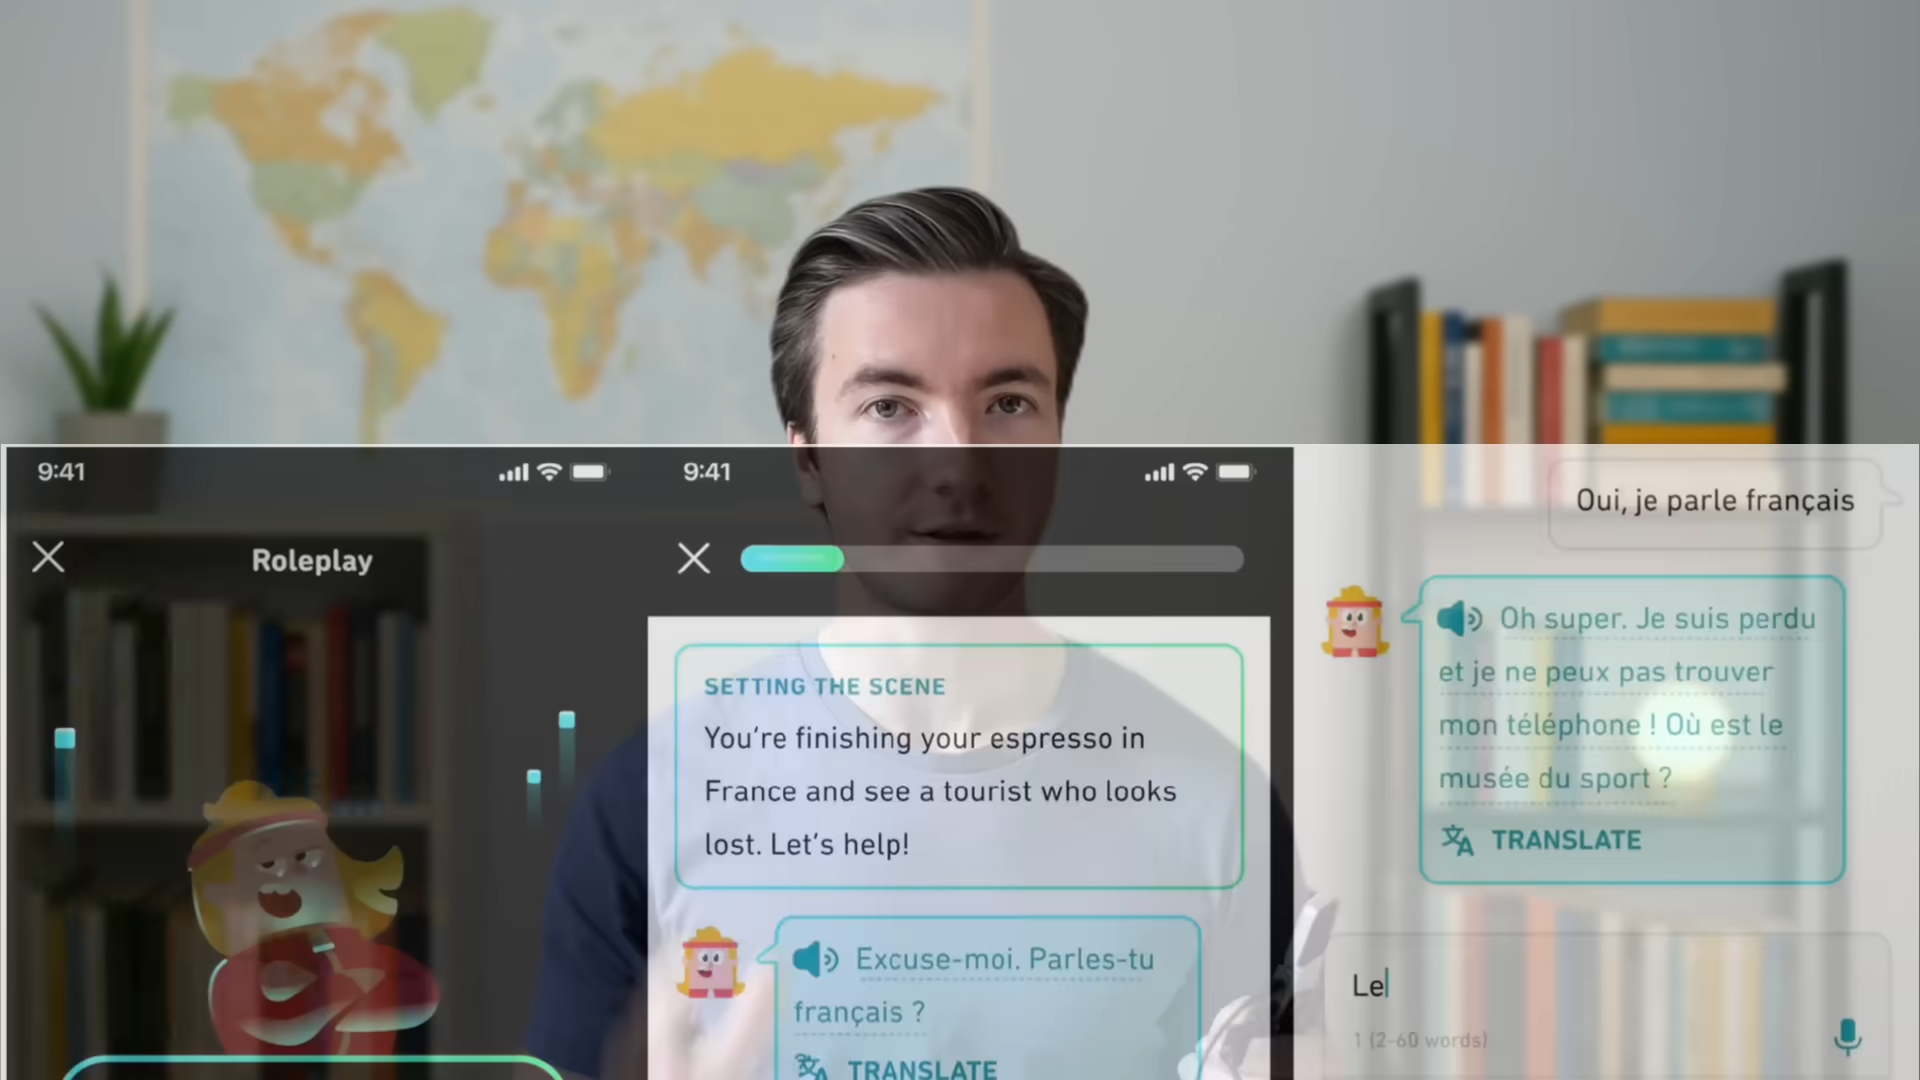 9:41
Roleplay
9:41
SETTING THE SCENE
You're finishing your espresso in
France and see a tourist who looks
lost. Let's help!
Excuse-moi. Parles-tu
français ?
TRANSLATE
Oui, je parle français
Oh super. Je suis perdu
et je ne peux pas trouver
mon téléphone ! Où est le
musée du sport ?
TRANSLATE
Le
1 (2-60 words)